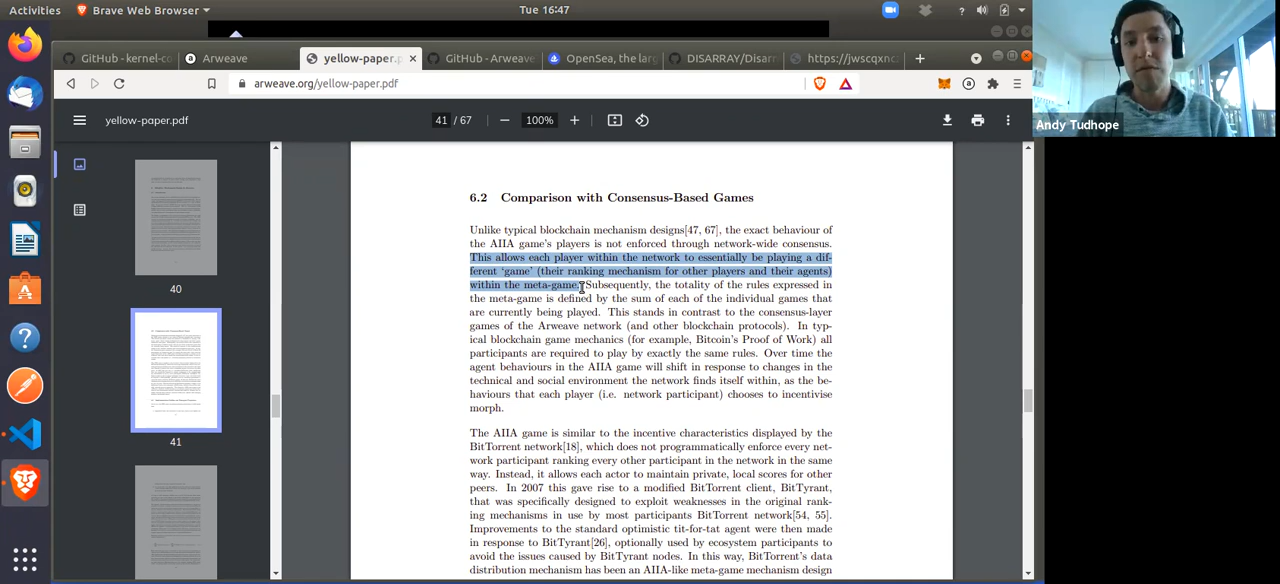 Activities
Brave Web Browser
Tue 16:47
GitHub - kernel-co
Arweave
yellow-paper.p
GitHub - Arweave
OpenSea, the larg
DISARRAY/Disarr
https://jwscqxnc
arweave.org/yellow-paper.pdf
yellow-paper.pdf
41 / 67
100%
Andy Tudhope
40
41
6.2 Comparison with Consensus-Based Games
Unlike typical blockchain mechanism designs[47, 67], the exact behaviour of
the AIIA game's players is not enforced through network-wide consensus.
This allows each player within the network to essentially be playing a dif-
ferent 'game' (their ranking mechanism for other players and their agents)
within the meta-game. Subsequently, the totality of the rules expressed in
the meta-game is defined by the sum of each of the individual games that
are currently being played. This stands in contrast to the consensus-layer
games of the Arweave network (and other blockchain protocols). In typ-
ical blockchain game mechanics (for example, Bitcoin's Proof of Work) all
participants are required to play by exactly the same rules. Over time the
agent behaviours in the AIIA game will shift in response to changes in the
technical and social environment the network finds itself within, as the be-
haviours that each player (i.e. network participant) chooses to incentivise
morph.
The AIIA game is similar to the incentive characteristics displayed by the
BitTorrent network[18], which does not programmatically enforce every net-
work participant ranking every other participant in the network in the same
way. Instead, it allows each actor to maintain private, local scores for other
peers. In 2007 this gave rise to a modified BitTorrent client, BitTyrant,
that was specifically designed to exploit weaknesses in the original rank-
ing mechanisms in use by most participants BitTorrent network[54, 55].
Improvements to the standard optimistic tit-for-tat agent were then made
in response to BitTyrant[26], optionally used by ecosystem participants to
avoid the issues caused by BitTyrant nodes. In this way, BitTorrent's data
distribution mechanism has been an AIIA-like meta-game mechanism design